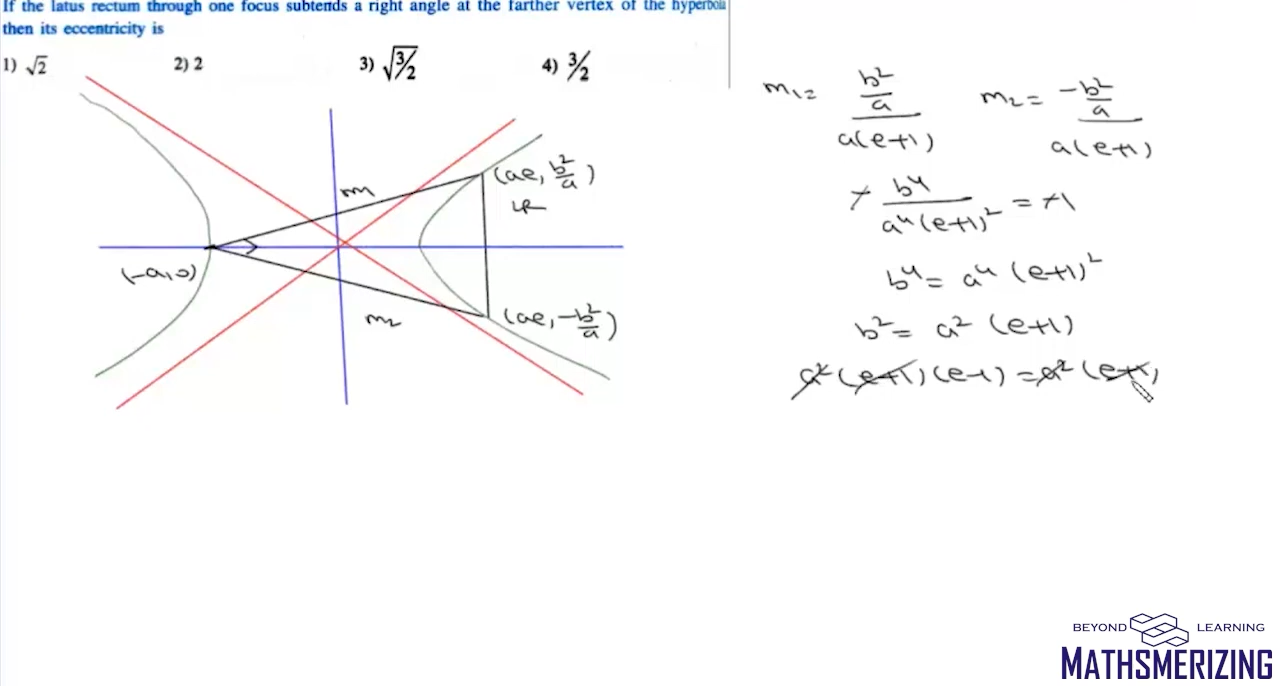 If the latus rectum through one focus subtends a right angle at the farther vertex of the hyperbola
then its eccentricity is
1) √2 2) 2 3) √3/2 4) 3/2
m₁ = (b²/a)/(a(e+1)) m₂ = (-b²/a)/(a(e+1))
m₁
(ae, b²/a)
LR
(-a,0)
m₂
(ae, -b²/a)
- b⁴/(a⁴(e+1)²) = -1
b⁴ = a⁴ (e+1)²
b² = a² (e+1)
a² (e+1)(e-1) = a² (e+1)
BEYOND LEARNING
MATHSMERIZING